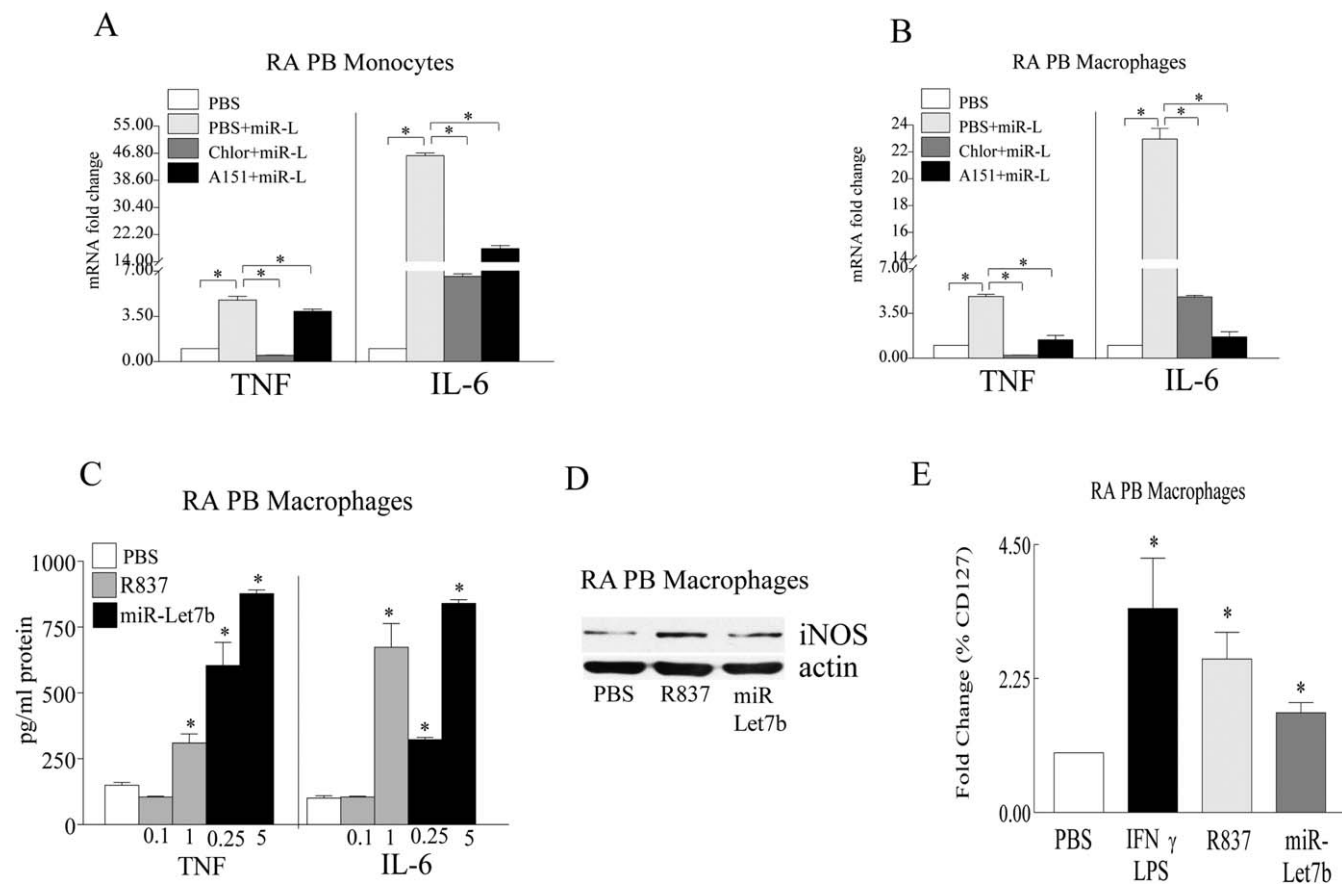 A
RA PB Monocytes
PBS
PBS+miR-L
Chlor+miR-L
A151+miR-L
mRNA fold change
55.00
46.80
38.60
30.40
22.20
14.00
7.00
3.50
0.00
* * *
* * *
TNF
IL-6
B
RA PB Macrophages
PBS
PBS+miR-L
Chlor+miR-L
A151+miR-L
mRNA fold change
24
22
20
18
16
14
7.00
3.50
0.00
* * *
* * *
TNF
IL-6
C
RA PB Macrophages
PBS
R837
miR-Let7b
pg/ml protein
1000
750
500
250
0
* * *
* * *
0.1 1 0.25 5
0.1 1 0.25 5
TNF
IL-6
D
RA PB Macrophages
iNOS
actin
PBS R837 miR
Let7b
E
RA PB Macrophages
Fold Change (% CD127)
4.50
2.25
0.00
* * *
PBS IFN γ R837 miR-
LPS Let7b